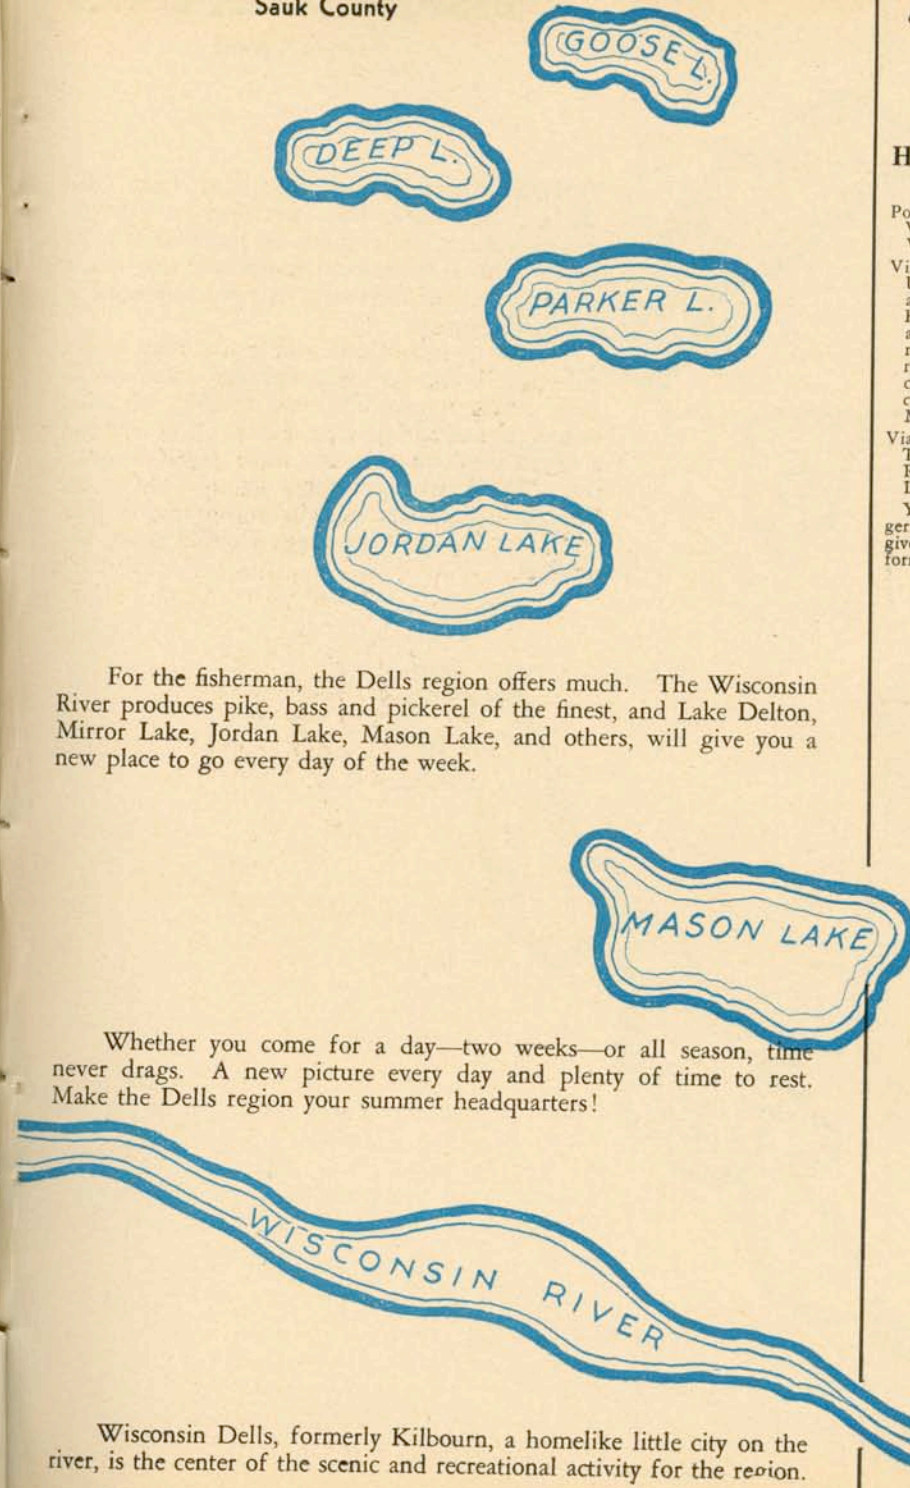 Sauk County
GOOSE L.
DEEP L.
PARKER L.
JORDAN LAKE
For the fisherman, the Dells region offers much. The Wisconsin
River produces pike, bass and pickerel of the finest, and Lake Delton,
Mirror Lake, Jordan Lake, Mason Lake, and others, will give you a
new place to go every day of the week.
MASON LAKE
Whether you come for a day—two weeks—or all season, time
never drags. A new picture every day and plenty of time to rest.
Make the Dells region your summer headquarters!
WISCONSIN RIVER
Wisconsin Dells, formerly Kilbourn, a homelike little city on the
river, is the center of the scenic and recreational activity for the region.